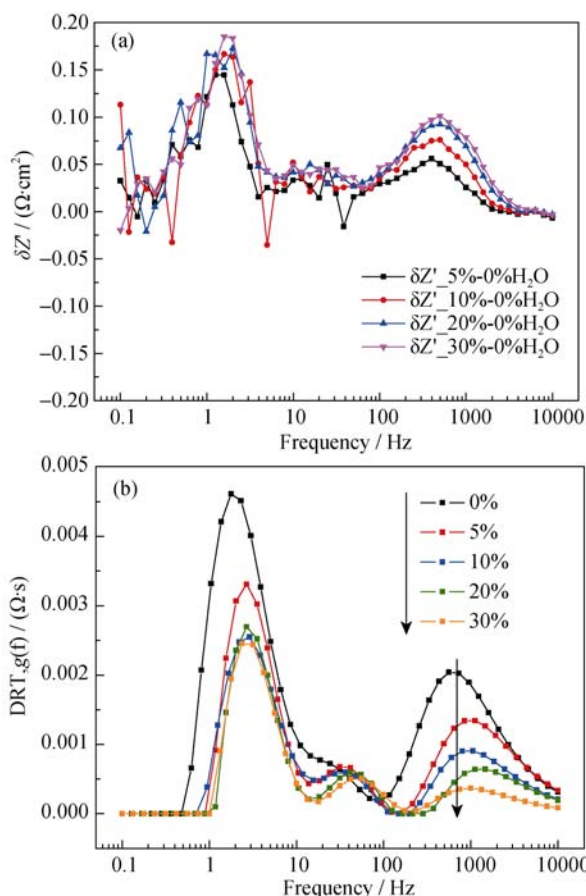 (a)
0.20
0.15
0.10
0.05
0.00
−0.05
−0.10
−0.15
−0.20
δZ' / (Ω·cm²)
δZ'_5%-0%H₂O
δZ'_10%-0%H₂O
δZ'_20%-0%H₂O
δZ'_30%-0%H₂O
0.1 1 10 100 1000 10000
Frequency / Hz
(b)
0.005
0.004
0.003
0.002
0.001
0.000
DRT,g(f) / (Ω·s)
0%
5%
10%
20%
30%
0.1 1 10 100 1000 10000
Frequency / Hz